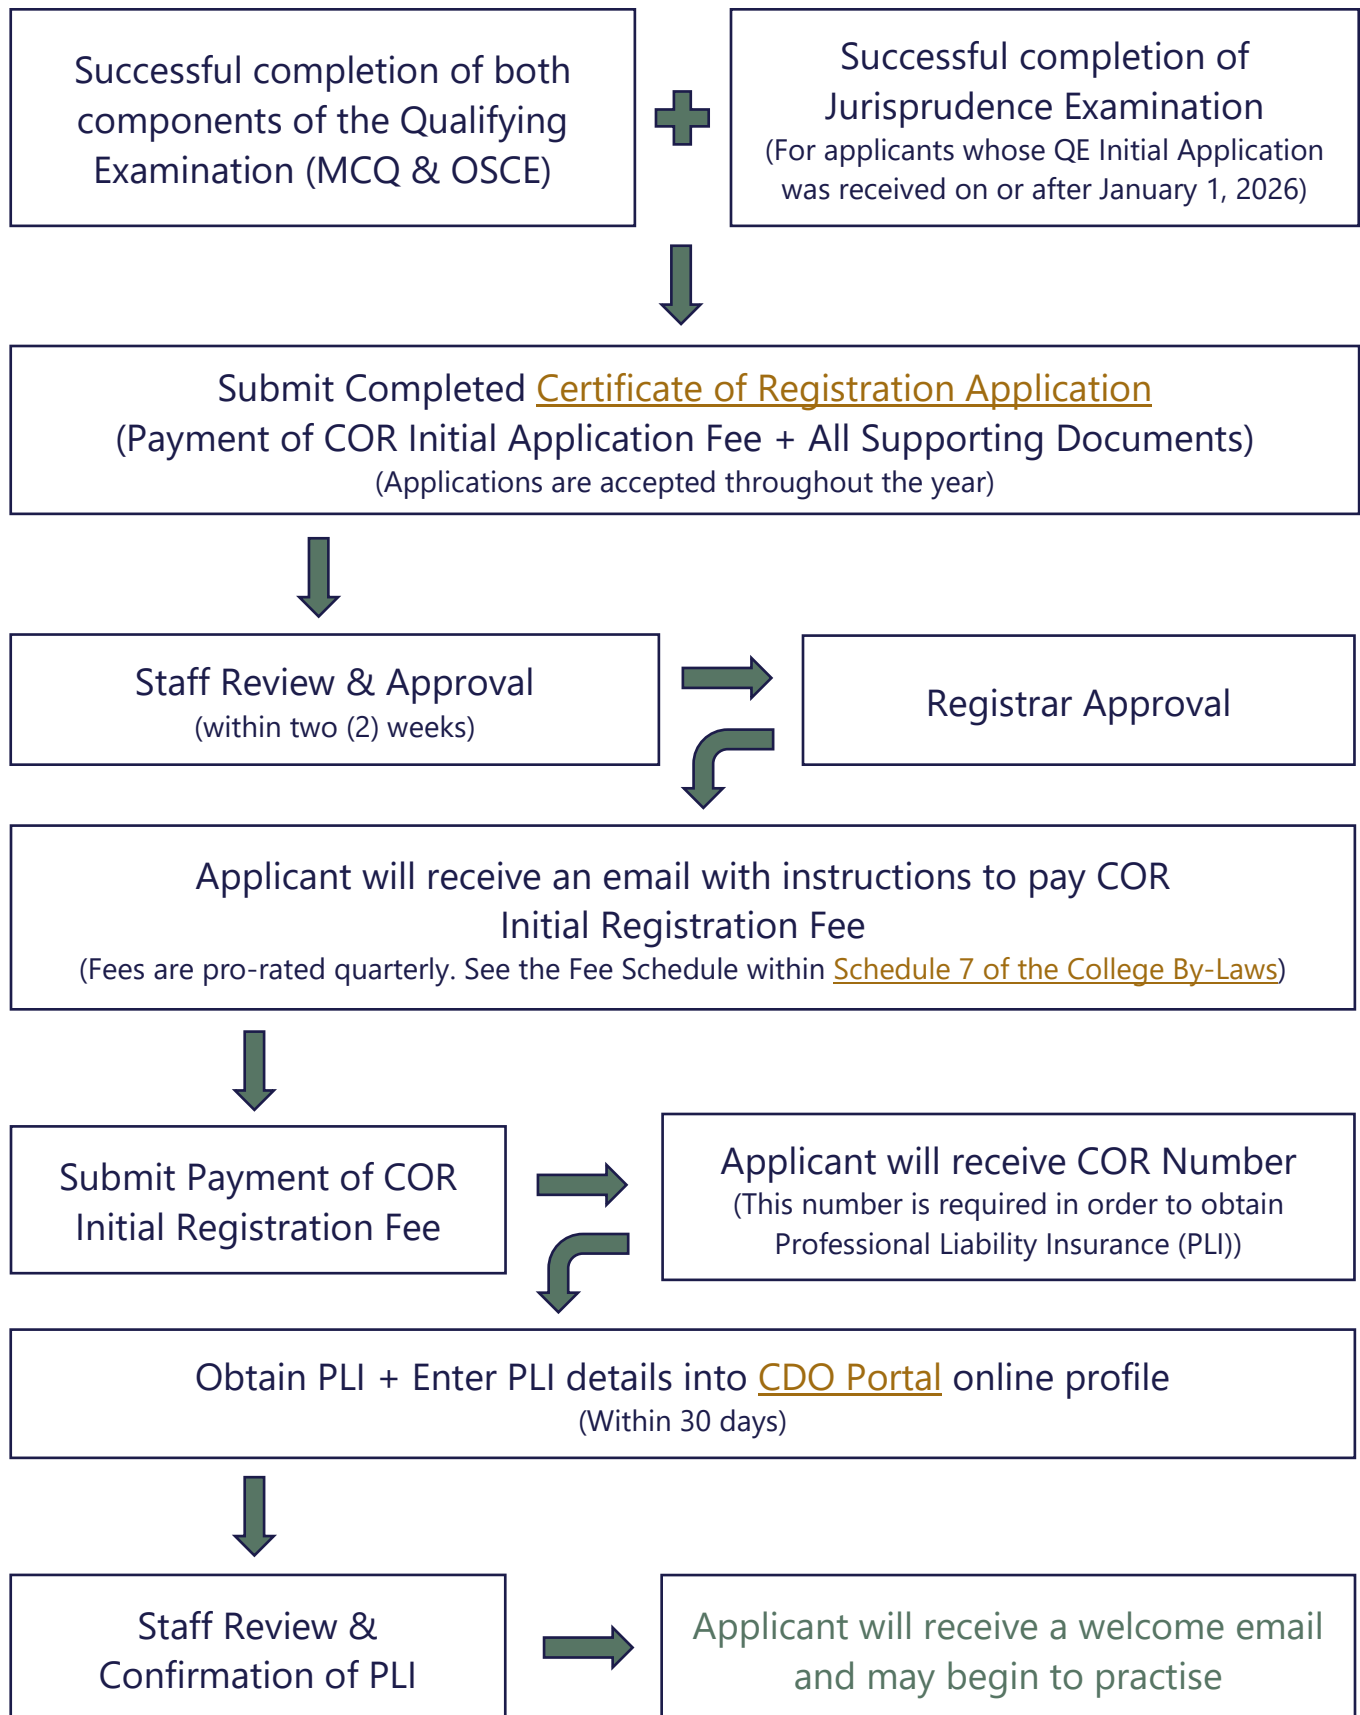 Successful completion of both
components of the Qualifying
Examination (MCQ & OSCE)
Successful completion of
Jurisprudence Examination
(For applicants whose QE Initial Application
was received on or after January 1, 2026)
Submit Completed Certificate of Registration Application
(Payment of COR Initial Application Fee + All Supporting Documents)
(Applications are accepted throughout the year)
Staff Review & Approval
(within two (2) weeks)
Registrar Approval
Applicant will receive an email with instructions to pay COR
Initial Registration Fee
(Fees are pro-rated quarterly. See the Fee Schedule within Schedule 7 of the College By-Laws)
Submit Payment of COR
Initial Registration Fee
Applicant will receive COR Number
(This number is required in order to obtain
Professional Liability Insurance (PLI))
Obtain PLI + Enter PLI details into CDO Portal online profile
(Within 30 days)
Staff Review &
Confirmation of PLI
Applicant will receive a welcome email
and may begin to practise